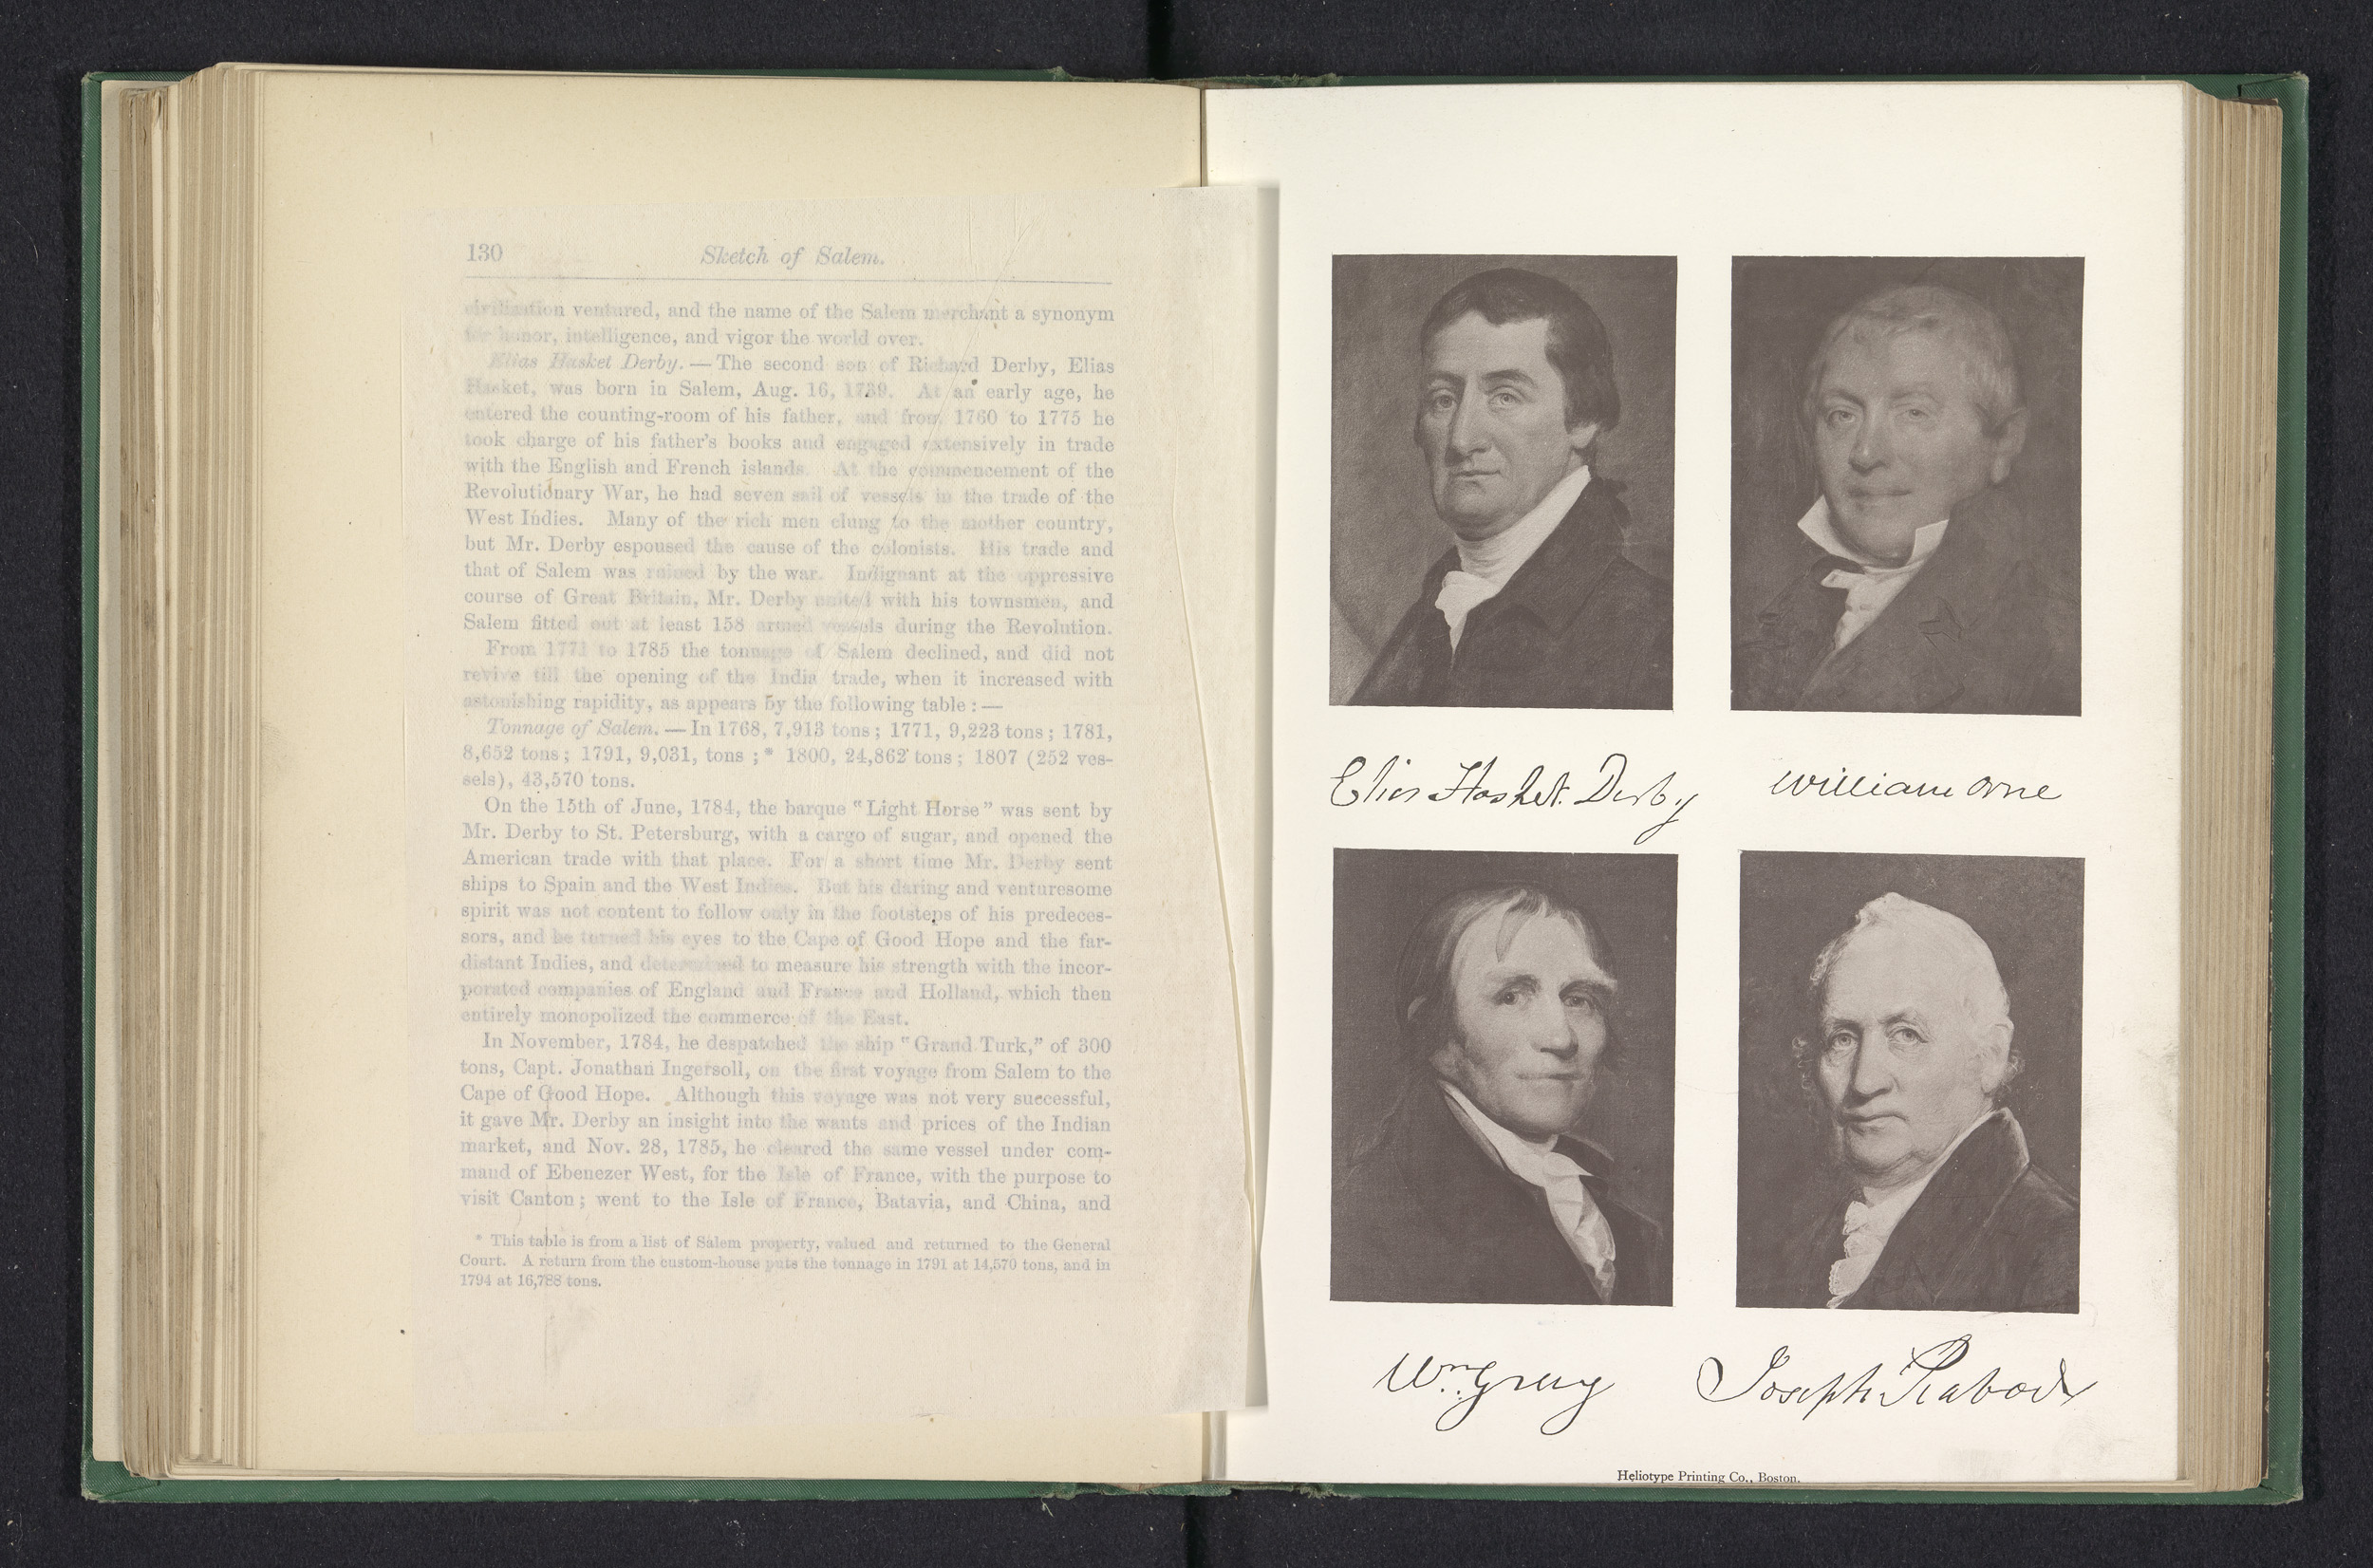 130 Sketch of Salem.
civilization ventured, and the name of the Salem merchant a synonym
for honor, intelligence, and vigor the world over.
Elias Hasket Derby. — The second son of Richard Derby, Elias
Hasket, was born in Salem, Aug. 16, 1739. At an early age, he
entered the counting-room of his father, and from 1760 to 1775 he
took charge of his father's books and engaged extensively in trade
with the English and French islands. At the commencement of the
Revolutionary War, he had seven sail of vessels in the trade of the
West Indies. Many of the rich men clung to the mother country,
but Mr. Derby espoused the cause of the colonists. His trade and
that of Salem was ruined by the war. Indignant at the oppressive
course of Great Britain, Mr. Derby united with his townsmen, and
Salem fitted out at least 158 armed vessels during the Revolution.
From 1771 to 1785 the tonnage of Salem declined, and did not
revive till the opening of the India trade, when it increased with
astonishing rapidity, as appears by the following table : —
Tonnage of Salem. — In 1768, 7,913 tons ; 1771, 9,223 tons ; 1781,
8,652 tons ; 1791, 9,031, tons ; * 1800, 24,862 tons ; 1807 (252 ves-
sels), 43,570 tons.
On the 15th of June, 1784, the barque "Light Horse" was sent by
Mr. Derby to St. Petersburg, with a cargo of sugar, and opened the
American trade with that place. For a short time Mr. Derby sent
ships to Spain and the West Indies. But his daring and venturesome
spirit was not content to follow only in the footsteps of his predeces-
sors, and he turned his eyes to the Cape of Good Hope and the far-
distant Indies, and determined to measure his strength with the incor-
porated companies of England and France and Holland, which then
entirely monopolized the commerce of the East.
In November, 1784, he despatched the ship "Grand Turk," of 300
tons, Capt. Jonathan Ingersoll, on the first voyage from Salem to the
Cape of Good Hope. Although this voyage was not very successful,
it gave Mr. Derby an insight into the wants and prices of the Indian
market, and Nov. 28, 1785, he cleared the same vessel under com-
mand of Ebenezer West, for the Isle of France, with the purpose to
visit Canton ; went to the Isle of France, Batavia, and China, and
* This table is from a list of Salem property, valued and returned to the General
Court. A return from the custom-house puts the tonnage in 1791 at 14,570 tons, and in
1794 at 16,788 tons.
Elias Hasket Derby
William Orne
Wm. Gray
Joseph Peabody
Heliotype Printing Co., Boston.